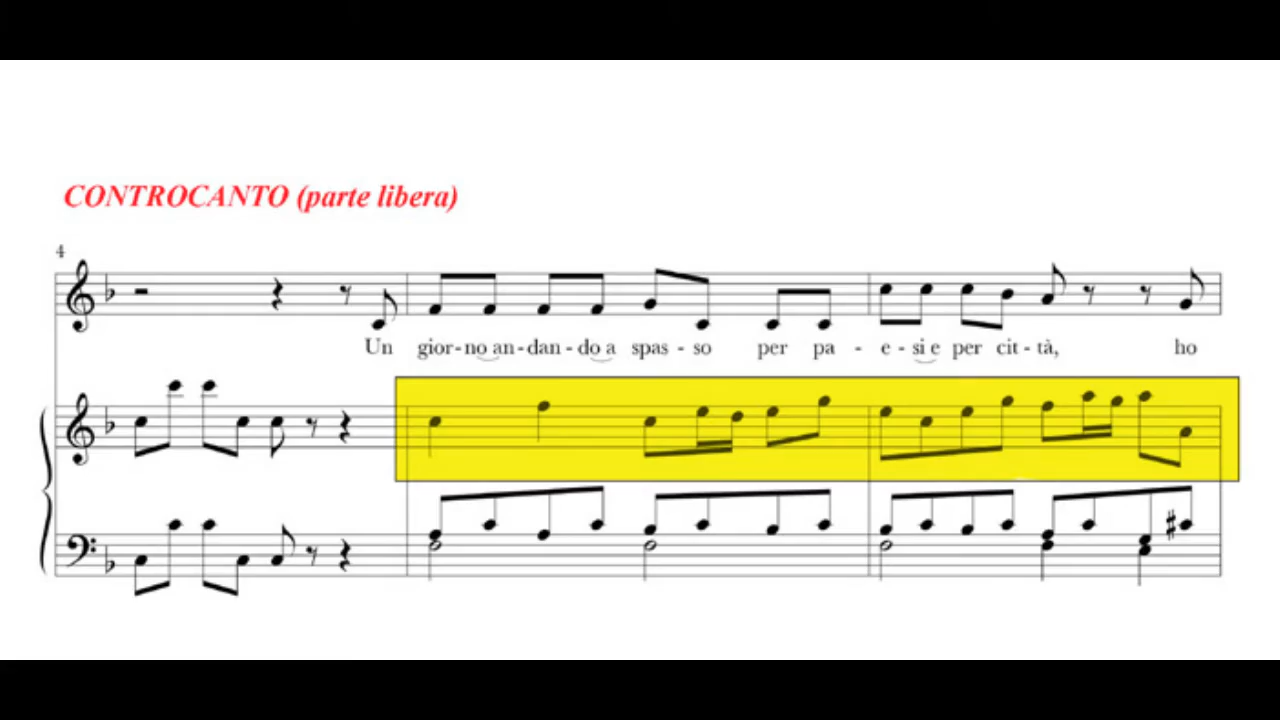 CONTROCANTO (parte libera)
4
Un gior-no an-dan-do a spas-so per pa - e-si e per cit-tà, ho